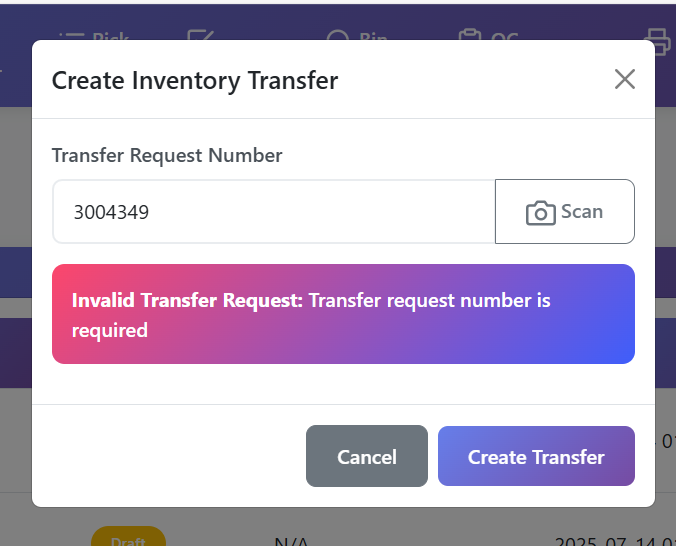 Pick Bin QC
Create Inventory Transfer
Transfer Request Number
3004349
Scan
Invalid Transfer Request: Transfer request number is
required
Cancel
Create Transfer
Draft N/A 2025-07-14 0